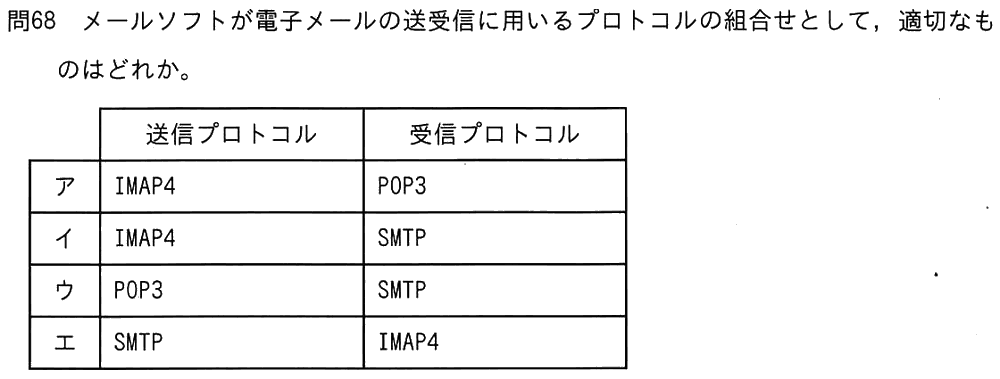 問68　メールソフトが電子メールの送受信に用いるプロトコルの組合せとして，適切なも
のはどれか。
送信プロトコル　受信プロトコル
ア　IMAP4　POP3
イ　IMAP4　SMTP
ウ　POP3　SMTP
エ　SMTP　IMAP4